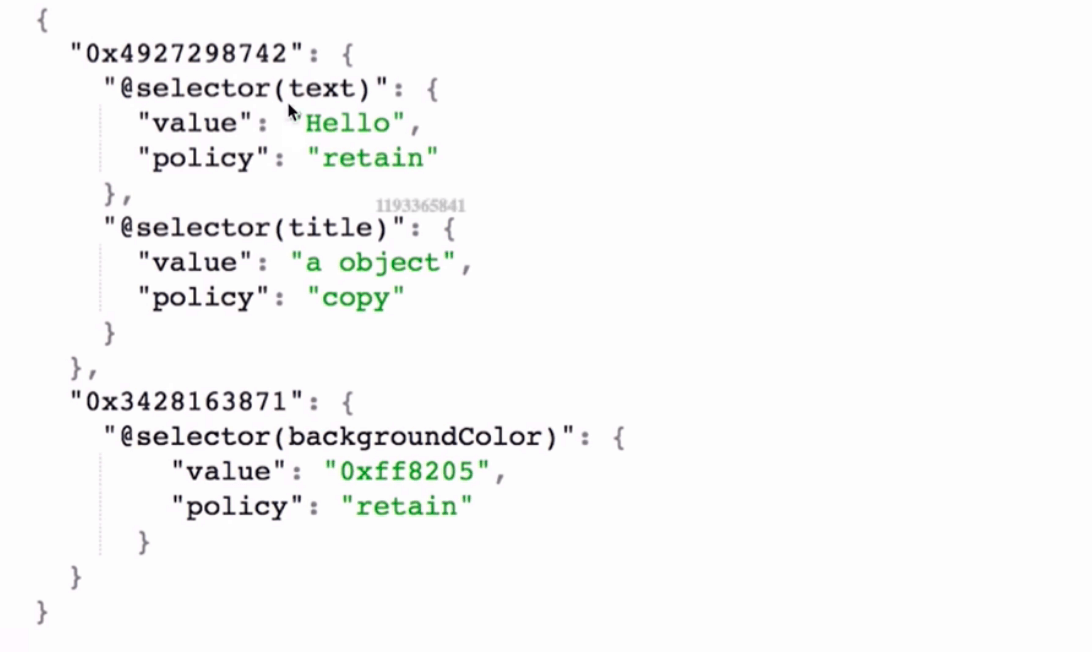 {
"0x4927298742": {
"@selector(text)": {
"value": "Hello",
"policy": "retain"
},
1193365841
"@selector(title)": {
"value": "a object",
"policy": "copy"
}
},
"0x3428163871": {
"@selector(backgroundColor)": {
"value": "0xff8205",
"policy": "retain"
}
}
}